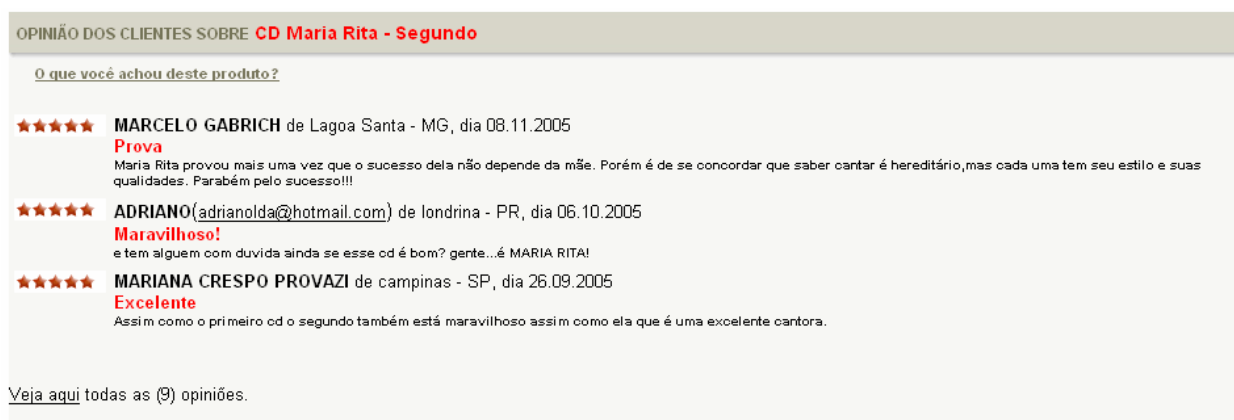 OPINIÃO DOS CLIENTES SOBRE CD Maria Rita - Segundo
O que você achou deste produto?
MARCELO GABRICH de Lagoa Santa - MG, dia 08.11.2005
Prova
Maria Rita provou mais uma vez que o sucesso dela não depende da mãe. Porém é de se concordar que saber cantar é hereditário,mas cada uma tem seu estilo e suas
qualidades. Parabém pelo sucesso!!!
ADRIANO(adrianolda@hotmail.com) de londrina - PR, dia 06.10.2005
Maravilhoso!
e tem alguem com duvida ainda se esse cd é bom? gente...é MARIA RITA!
MARIANA CRESPO PROVAZI de campinas - SP, dia 26.09.2005
Excelente
Assim como o primeiro cd o segundo também está maravilhoso assim como ela que é uma excelente cantora.
Veja aqui todas as (9) opiniões.